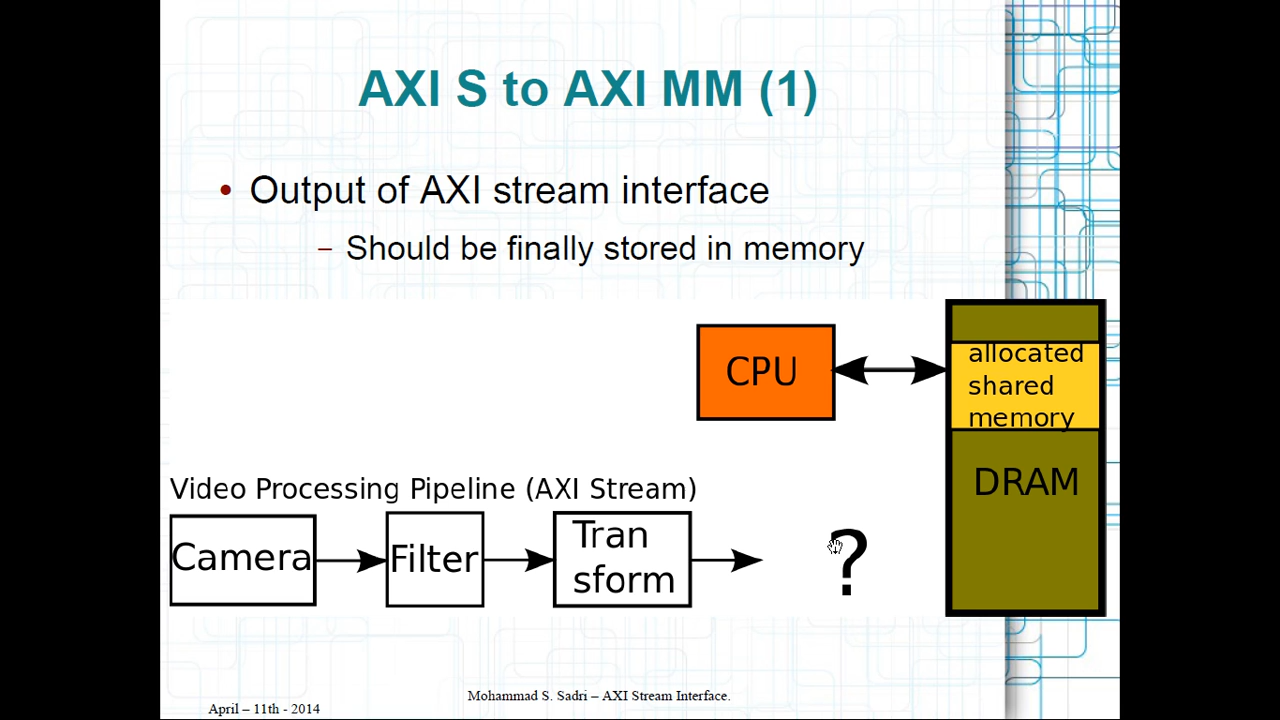 AXI S to AXI MM (1)
• Output of AXI stream interface
– Should be finally stored in memory
CPU
allocated
shared
memory
DRAM
Video Processing Pipeline (AXI Stream)
Camera
Filter
Tran
sform
?
Mohammad S. Sadri – AXI Stream Interface.
April – 11th - 2014